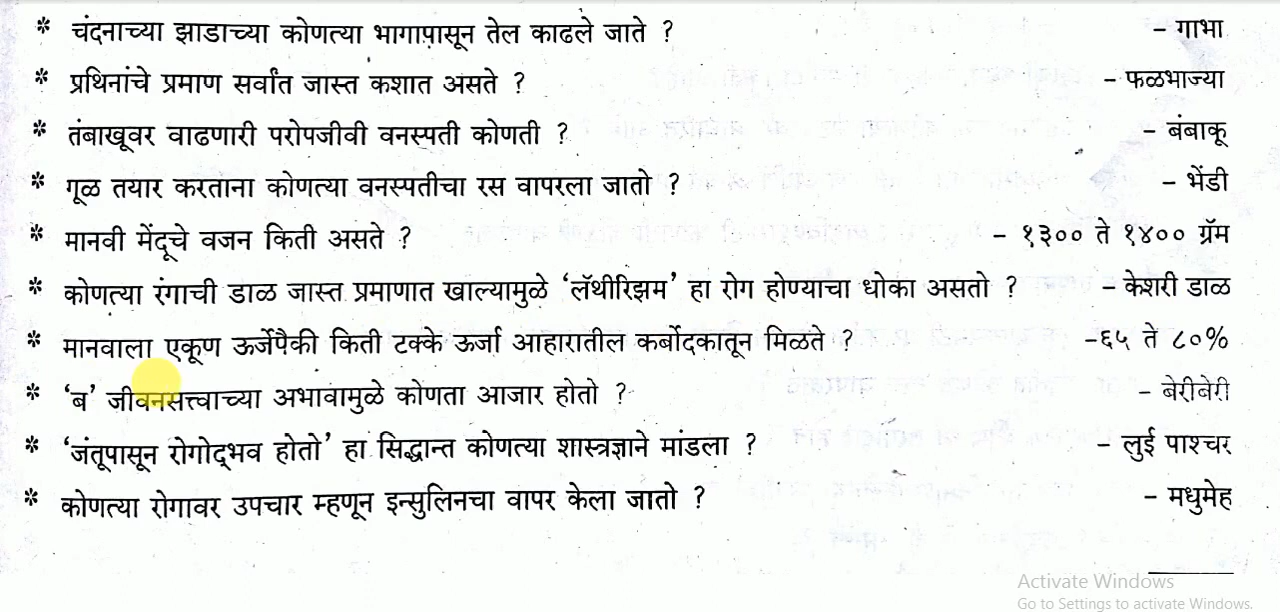 * चंदनाच्या झाडाच्या कोणत्या भागापासून तेल काढले जाते ? – गाभा
* प्रथिनांचे प्रमाण सर्वांत जास्त कशात असते ? – फळभाज्या
* तंबाखूवर वाढणारी परोपजीवी वनस्पती कोणती ? – बंबाकू
* गूळ तयार करताना कोणत्या वनस्पतीचा रस वापरला जातो ? – भेंडी
* मानवी मेंदूचे वजन किती असते ? – १३०० ते १४०० ग्रॅम
* कोणत्या रंगाची डाळ जास्त प्रमाणात खाल्यामुळे ‘लॅथीरिझम’ हा रोग होण्याचा धोका असतो ? – केशरी डाळ
* मानवाला एकूण ऊर्जेपैकी किती टक्के ऊर्जा आहारातील कर्बोदकातून मिळते ? –६५ ते ८०%
* ‘ब’ जीवनसत्त्वाच्या अभावामुळे कोणता आजार होतो ? – बेरीबेरी
* ‘जंतूपासून रोगोद्‌भव होतो’ हा सिद्धान्त कोणत्या शास्त्रज्ञाने मांडला ? – लुई पाश्चर
* कोणत्या रोगावर उपचार म्हणून इन्सुलिनचा वापर केला जातो ? – मधुमेह
Activate Windows
Go to Settings to activate Windows.